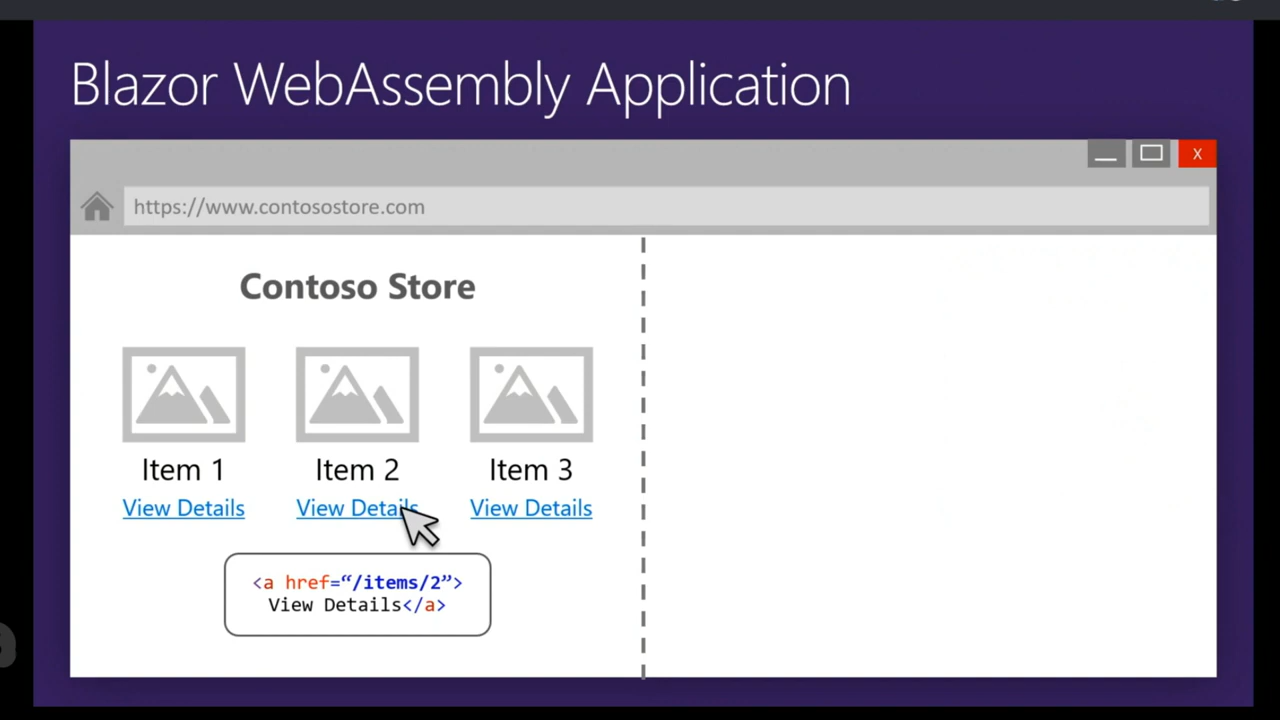 Blazor WebAssembly Application
X
https://www.contosostore.com
Contoso Store
Item 1
Item 2
Item 3
View Details
View Details
View Details
<a href=“/items/2”>
View Details</a>